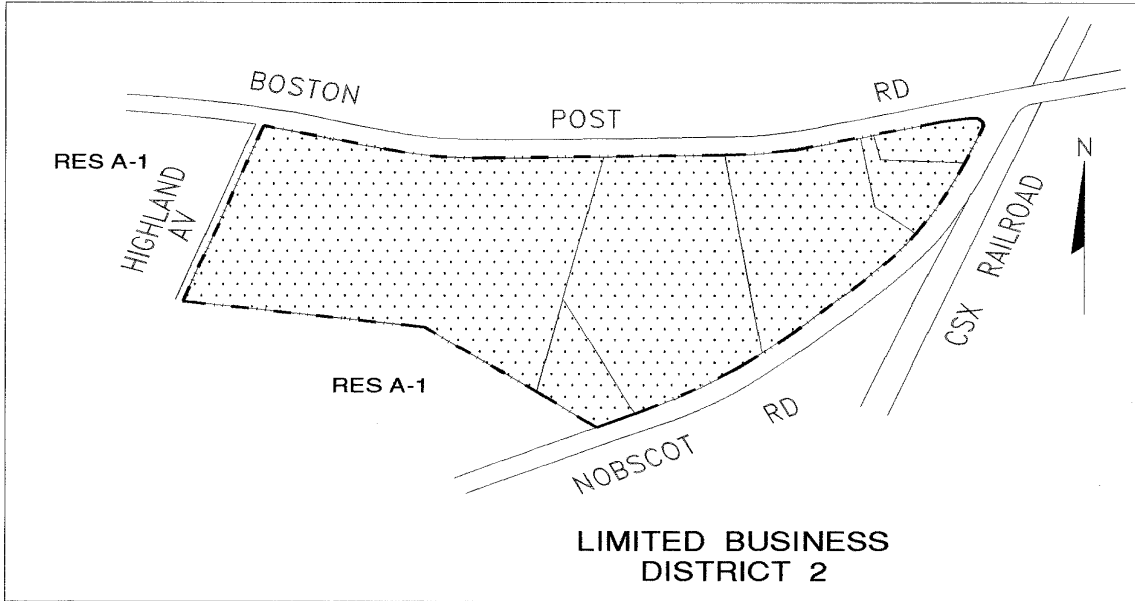 BOSTON POST RD
RES A-1
HIGHLAND
AV
N
CSX RAILROAD
RES A-1
NOBSCOT RD
LIMITED BUSINESS
DISTRICT 2